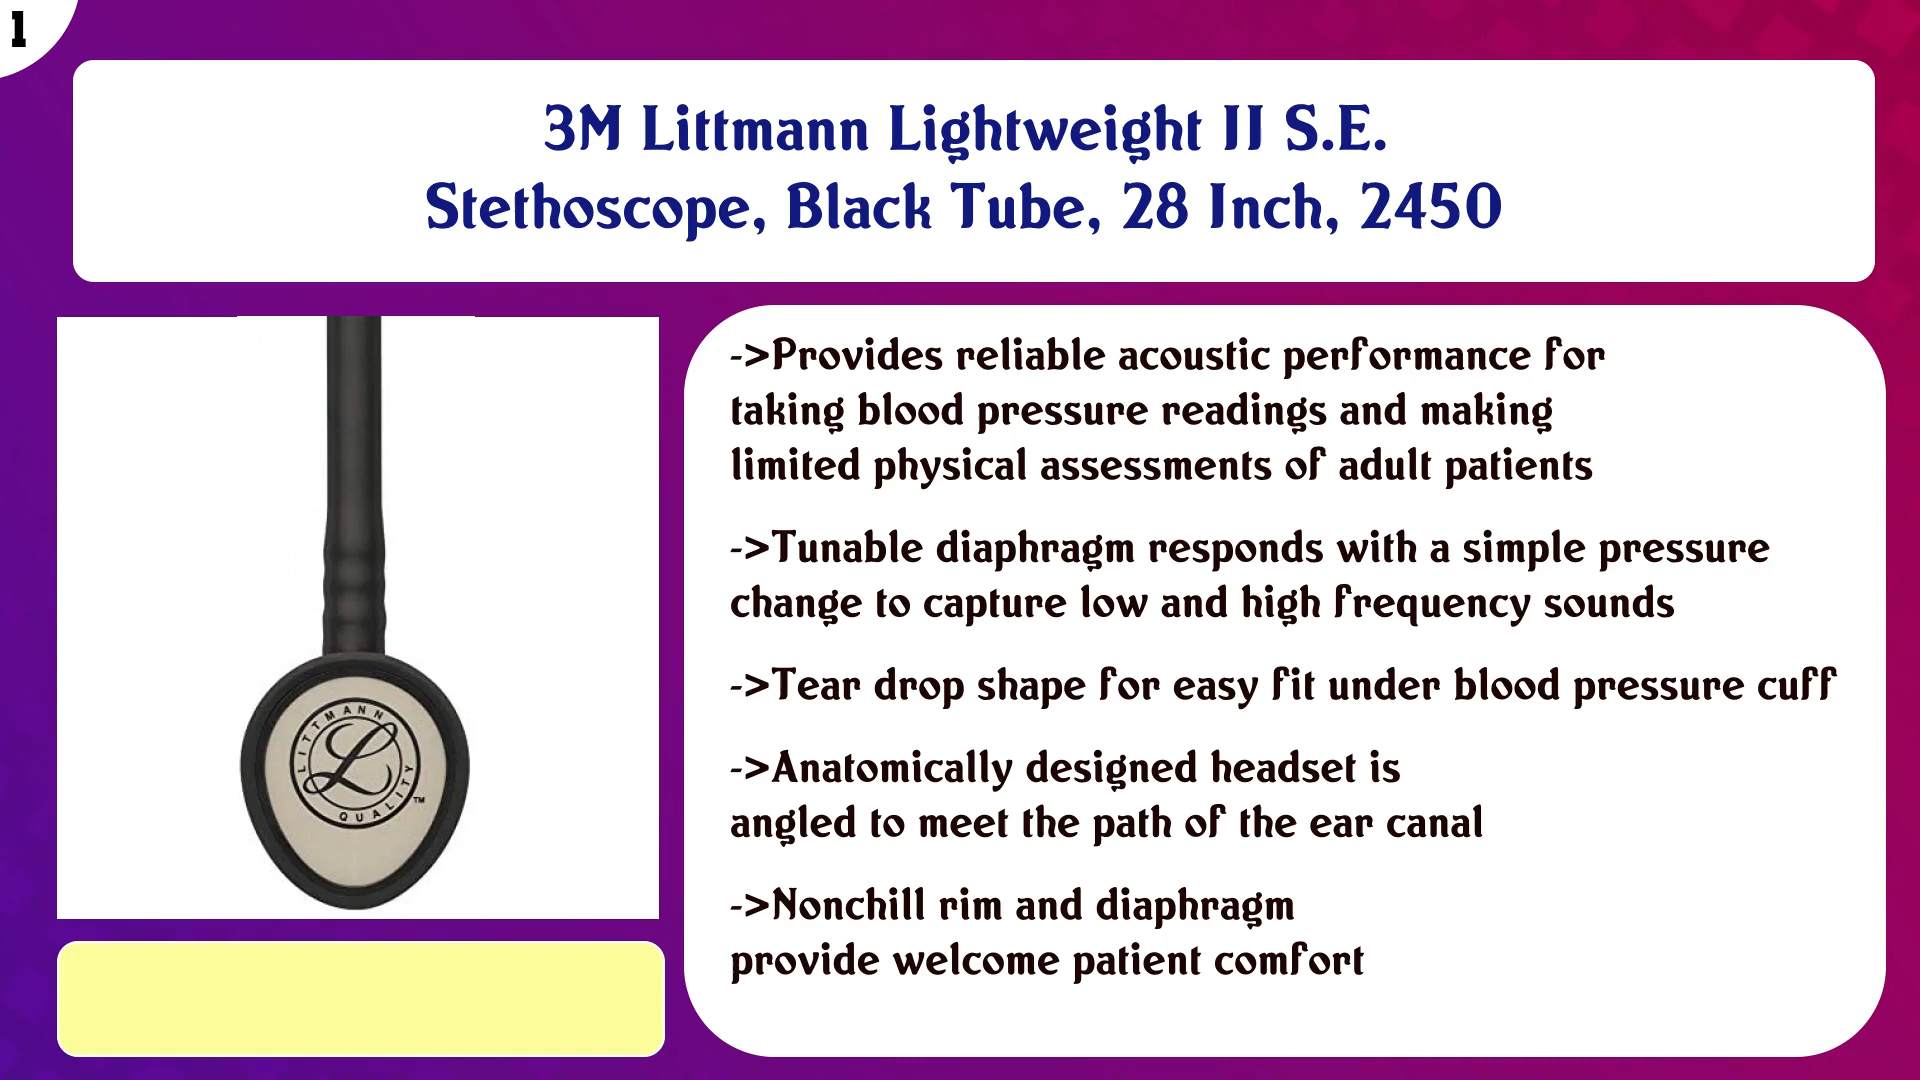 1
3M Littmann Lightweight II S.E.
Stethoscope, Black Tube, 28 Inch, 2450
->Provides reliable acoustic performance for
taking blood pressure readings and making
limited physical assessments of adult patients
->Tunable diaphragm responds with a simple pressure
change to capture low and high frequency sounds
->Tear drop shape for easy fit under blood pressure cuff
->Anatomically designed headset is
angled to meet the path of the ear canal
->Nonchill rim and diaphragm
provide welcome patient comfort
LITTMANN
L
QUALITY TM